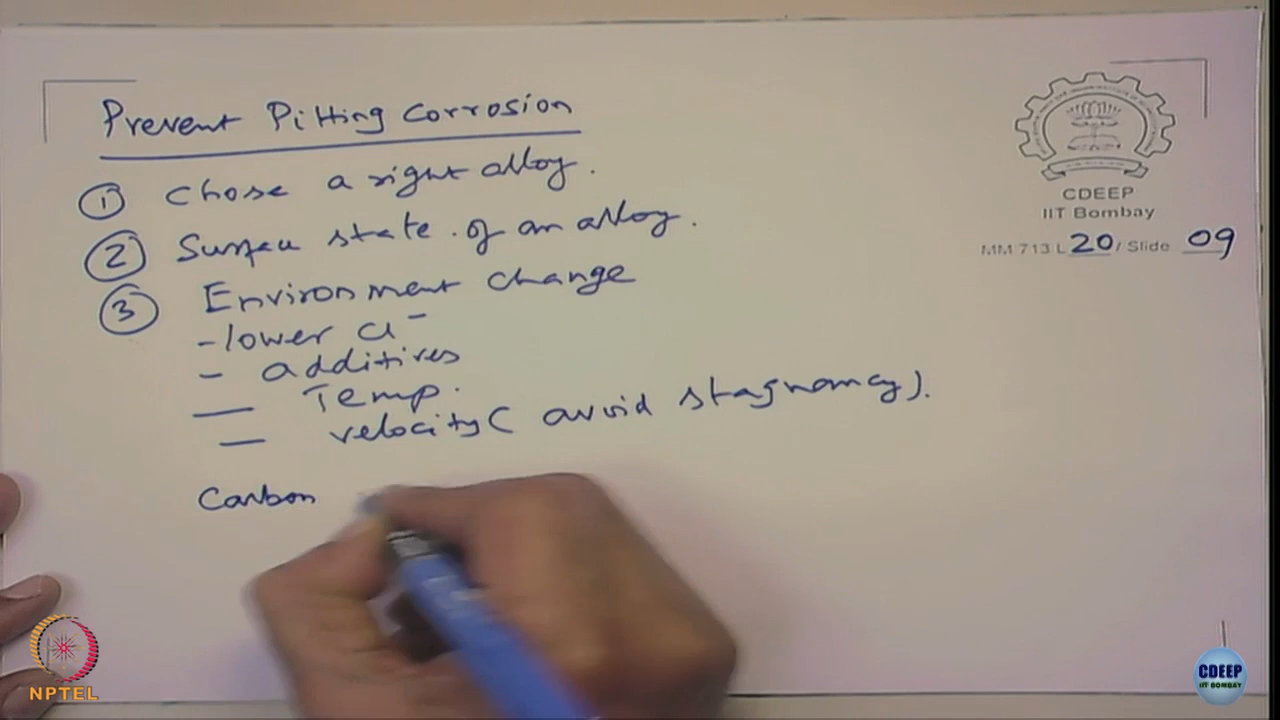 Prevent Pitting Corrosion
① Chose a right alloy.
② Surface state of an alloy.
③ Environment change
- lower Cl⁻
- additives
— Temp.
— velocity ( avoid stagnancy ).
Carbon
CDEEP
IIT Bombay
MM 713 L 20 / Slide 09
NPTEL
CDEEP
IIT BOMBAY